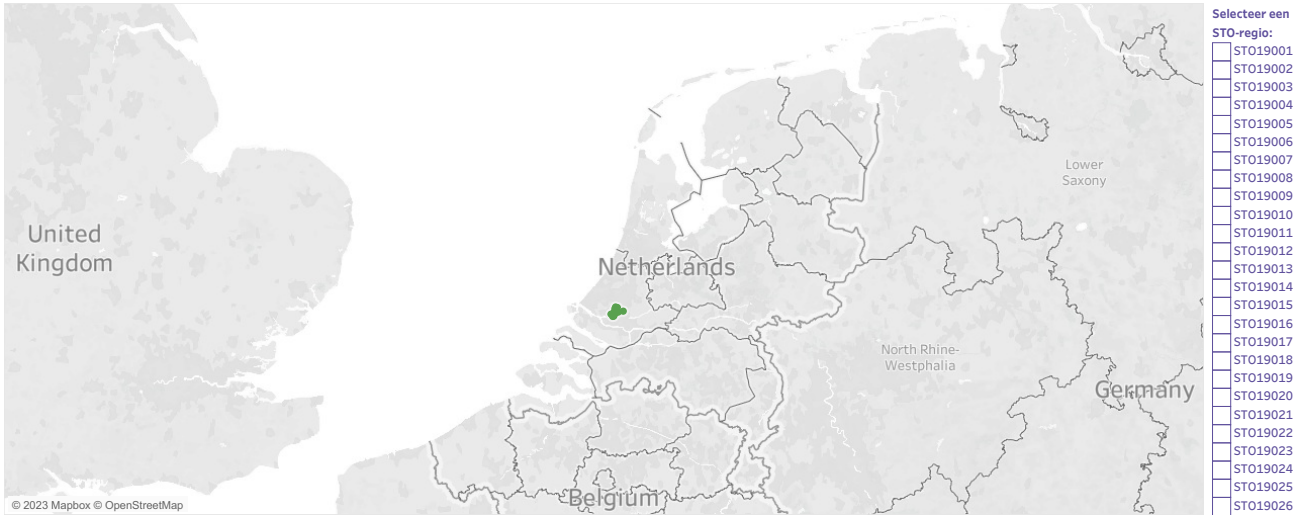 United
Kingdom
Netherlands
Lower
Saxony
North Rhine-
Westphalia
Germany
Belgium
© 2023 Mapbox © OpenStreetMap
Selecteer een
STO-regio:
STO19001
STO19002
STO19003
STO19004
STO19005
STO19006
STO19007
STO19008
STO19009
STO19010
STO19011
STO19012
STO19013
STO19014
STO19015
STO19016
STO19017
STO19018
STO19019
STO19020
STO19021
STO19022
STO19023
STO19024
STO19025
STO19026